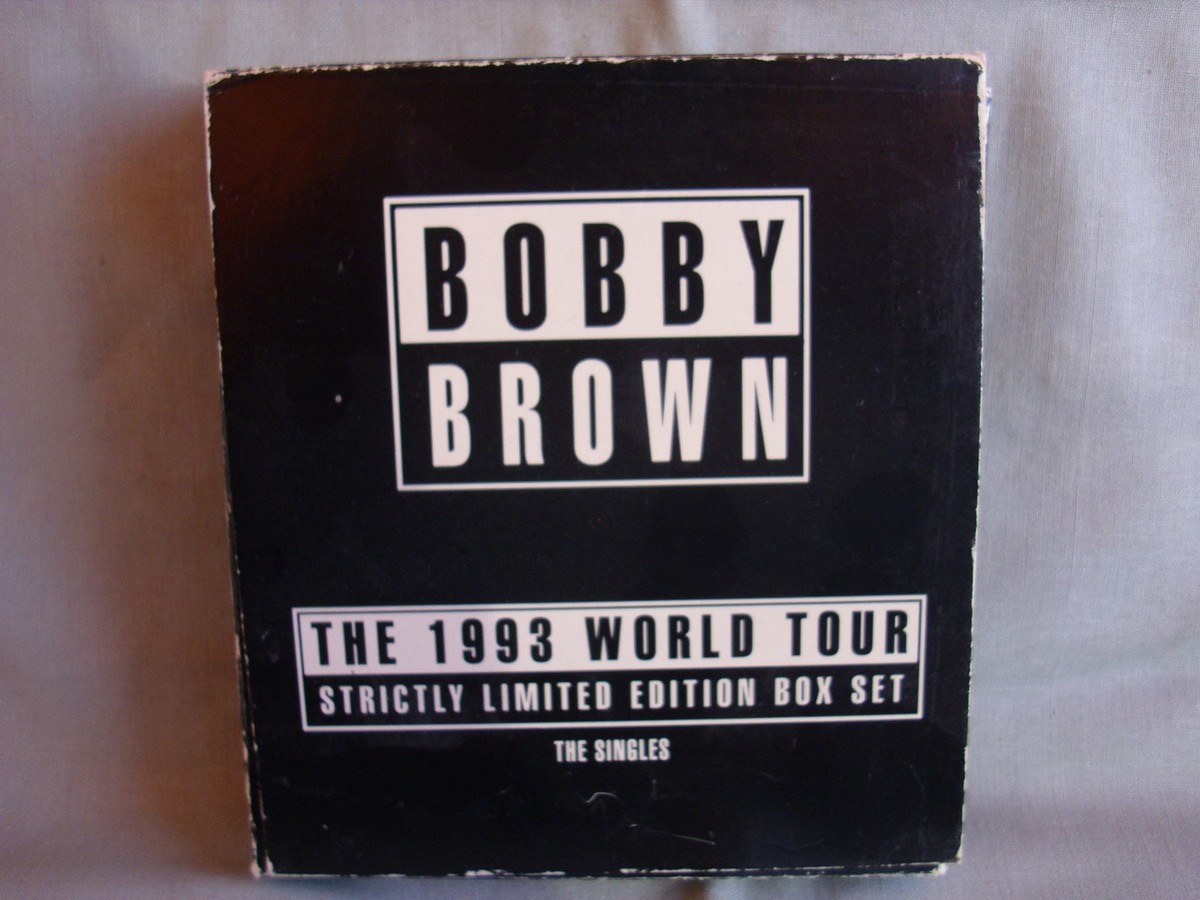 BOBBY
BROWN
THE 1993 WORLD TOUR
STRICTLY LIMITED EDITION BOX SET
THE SINGLES